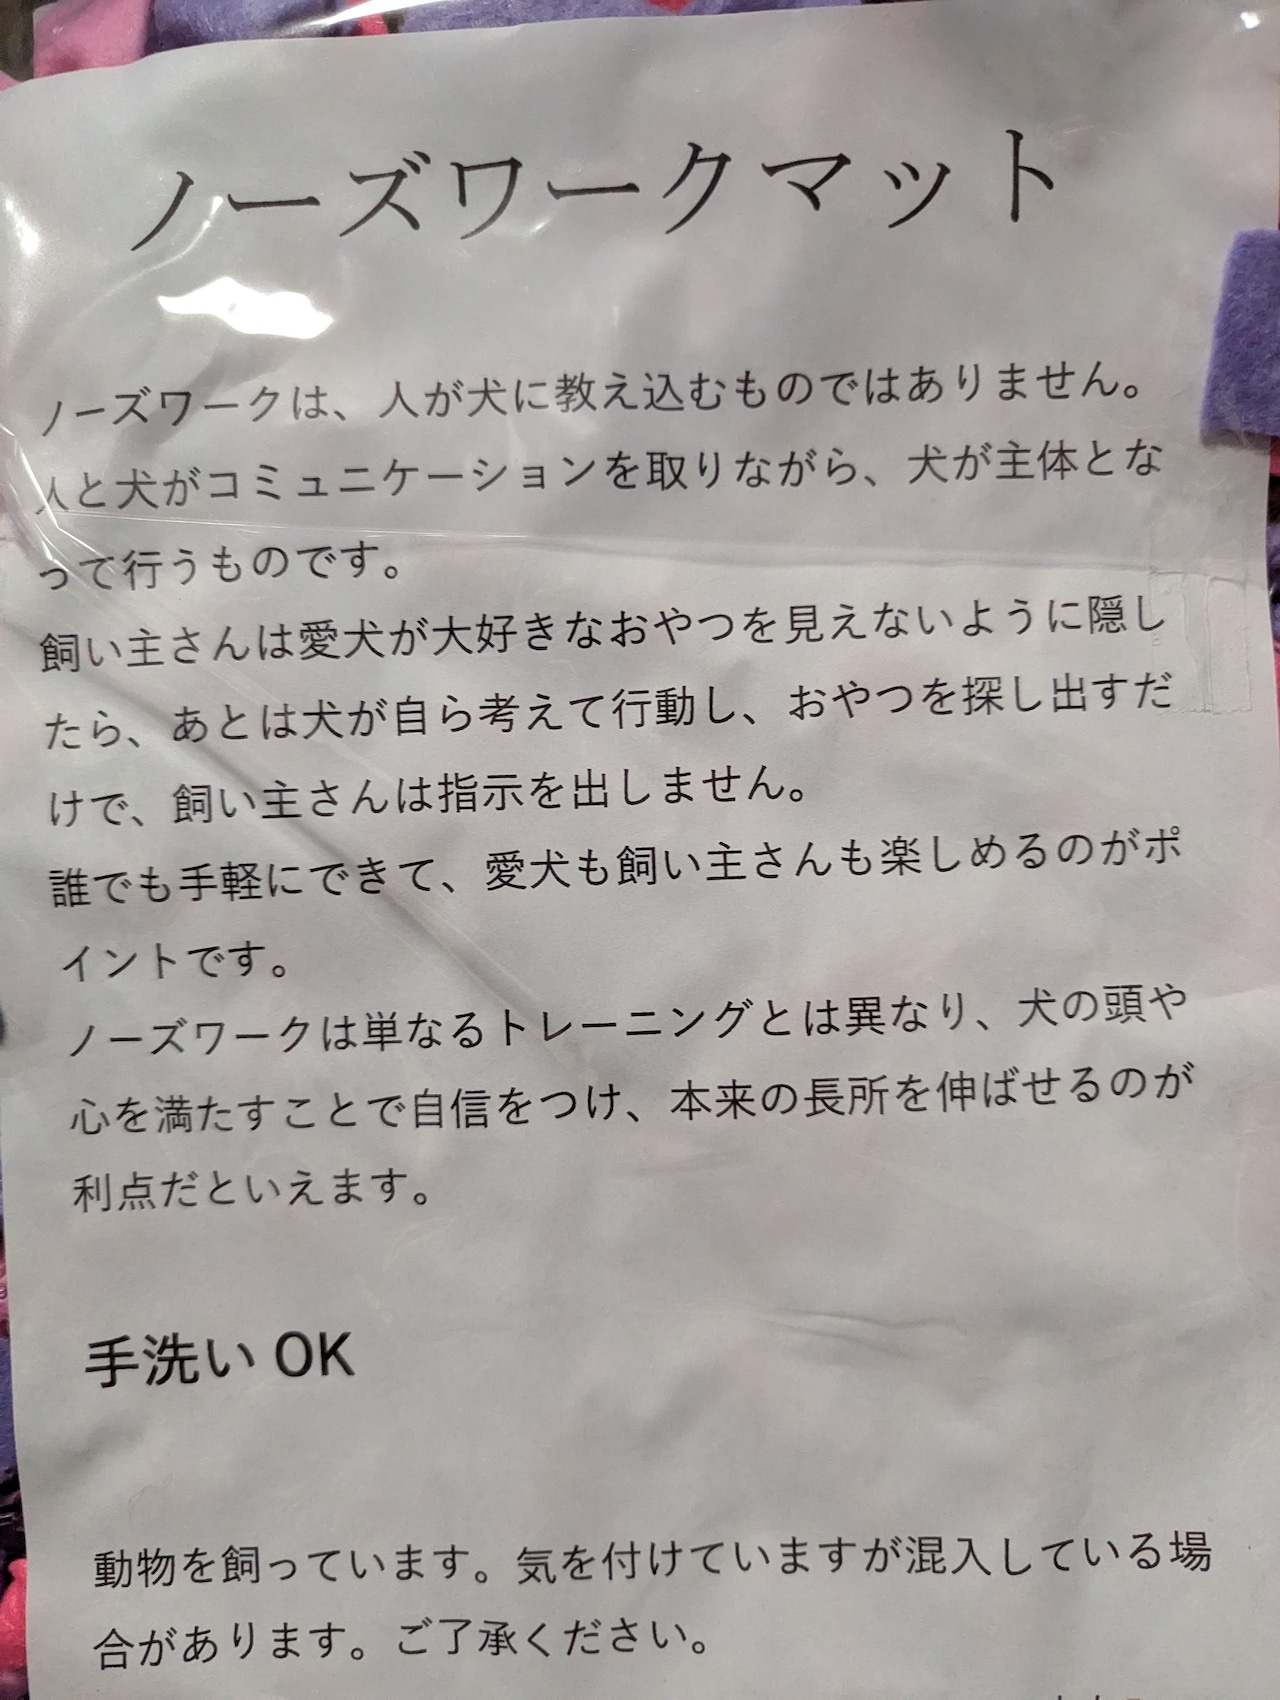 ノーズワークマット
ノーズワークは、人が犬に教え込むものではありません。
人と犬がコミュニケーションを取りながら、犬が主体とな
って行うものです。
飼い主さんは愛犬が大好きなおやつを見えないように隠し
たら、あとは犬が自ら考えて行動し、おやつを探し出すだ
けで、飼い主さんは指示を出しません。
誰でも手軽にできて、愛犬も飼い主さんも楽しめるのがポ
イントです。
ノーズワークは単なるトレーニングとは異なり、犬の頭や
心を満たすことで自信をつけ、本来の長所を伸ばせるのが
利点だといえます。
手洗い OK
動物を飼っています。気を付けていますが混入している場
合があります。ご了承ください。